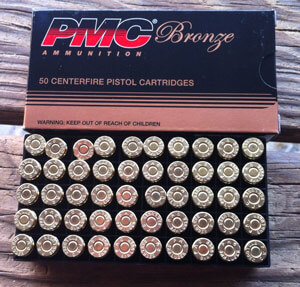 PMC Bronze
AMMUNITION
50 CENTERFIRE PISTOL CARTRIDGES
WARNING: KEEP OUT OF REACH OF CHILDREN